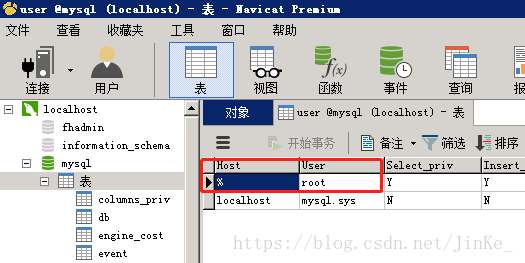 user @mysql (localhost) - 表 - Navicat Premium
文件 查看 收藏夹 工具 窗口 帮助
连接 用户 表 视图 函数 事件 查询 报
localhost
fhadmin
information_schema
mysql
表
columns_priv
db
engine_cost
event
对象 user @mysql (localhost) - 表
开始事务 备注 筛选 排序
Host User Select_priv Insert_
% root Y Y
localhost mysql.sys N N
https://blog.csdn.net/JinKe_